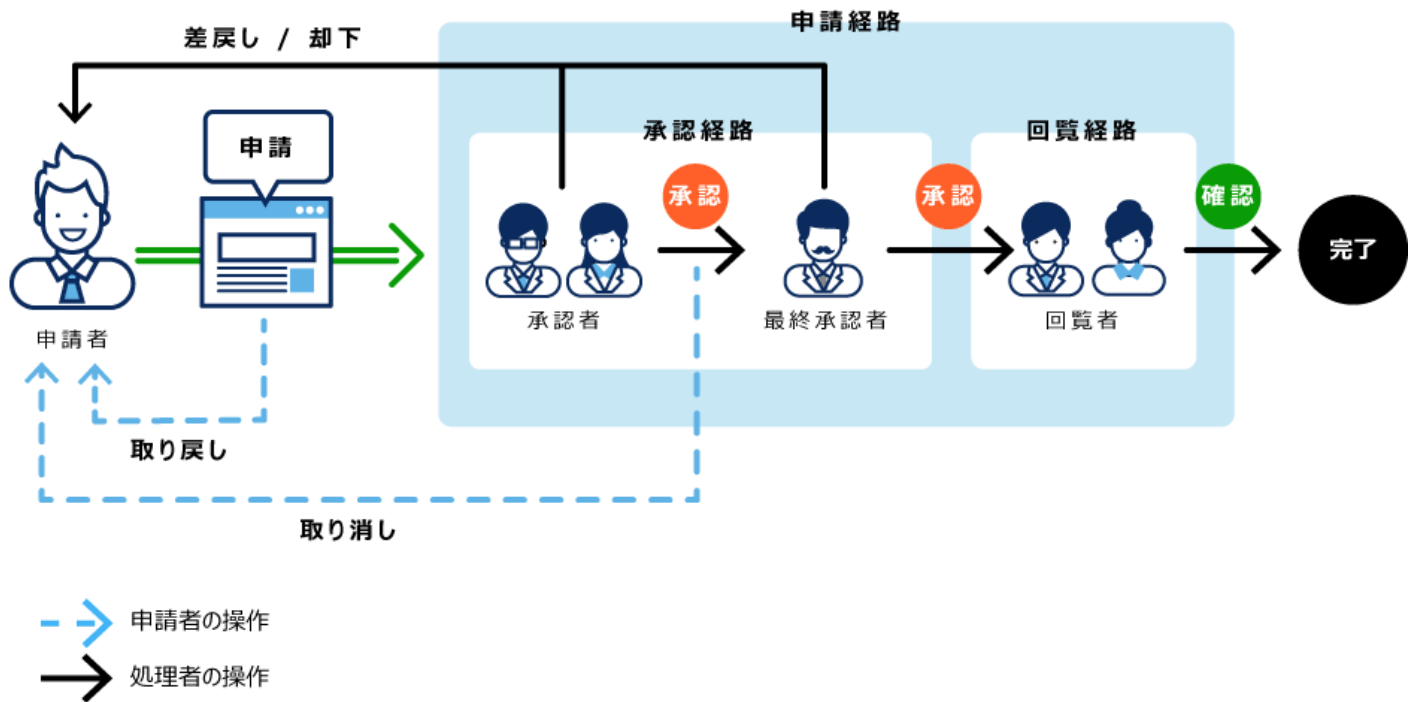 申請経路
差戻し / 却下
承認経路
回覧経路
申請
承認
承認
確認
完了
申請者
承認者
最終承認者
回覧者
取り戻し
取り消し
申請者の操作
処理者の操作